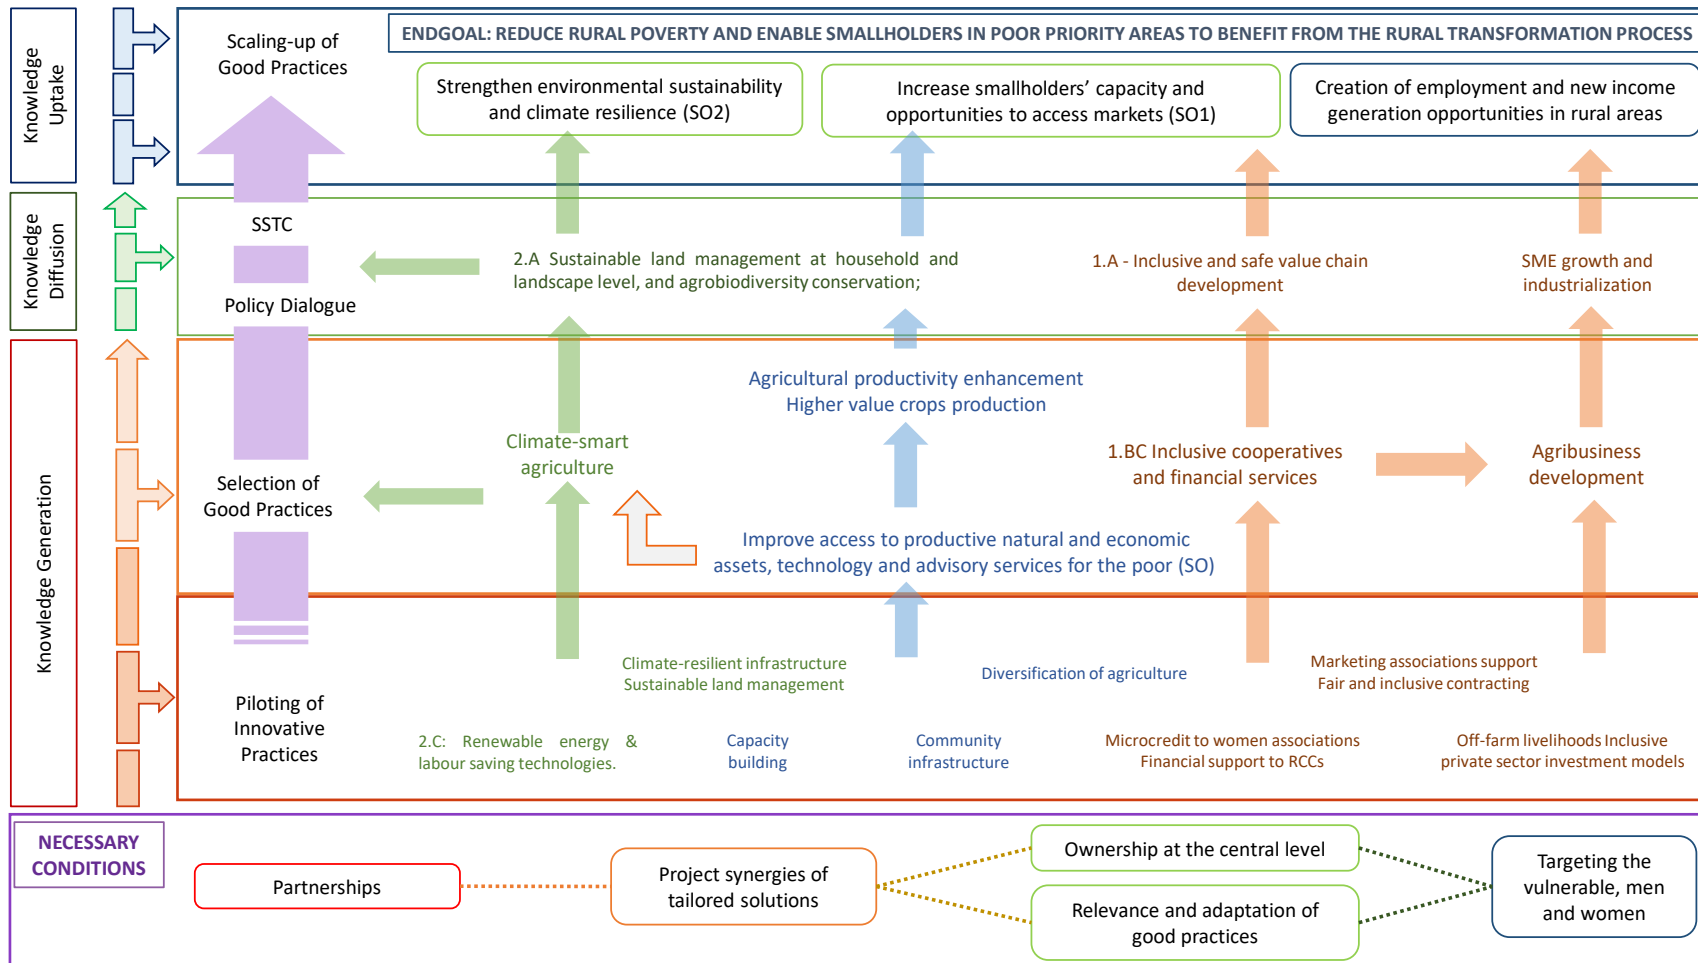 Knowledge
Uptake
Scaling-up of
Good Practices
ENDGOAL: REDUCE RURAL POVERTY AND ENABLE SMALLHOLDERS IN POOR PRIORITY AREAS TO BENEFIT FROM THE RURAL TRANSFORMATION PROCESS
Strengthen environmental sustainability
and climate resilience (SO2)
Increase smallholders’ capacity and
opportunities to access markets (SO1)
Creation of employment and new income
generation opportunities in rural areas
Knowledge
Diffusion
SSTC
Policy Dialogue
2.A Sustainable land management at household and
landscape level, and agrobiodiversity conservation;
1.A - Inclusive and safe value chain
development
SME growth and
industrialization
Knowledge Generation
Agricultural productivity enhancement
Higher value crops production
Climate-smart
agriculture
1.BC Inclusive cooperatives
and financial services
Agribusiness
development
Selection of
Good Practices
Improve access to productive natural and economic
assets, technology and advisory services for the poor (SO)
Piloting of
Innovative
Practices
Climate-resilient infrastructure
Sustainable land management
Diversification of agriculture
Marketing associations support
Fair and inclusive contracting
2.C: Renewable energy &
labour saving technologies.
Capacity
building
Community
infrastructure
Microcredit to women associations
Financial support to RCCs
Off-farm livelihoods Inclusive
private sector investment models
NECESSARY
CONDITIONS
Partnerships
Project synergies of
tailored solutions
Ownership at the central level
Relevance and adaptation of
good practices
Targeting the
vulnerable, men
and women